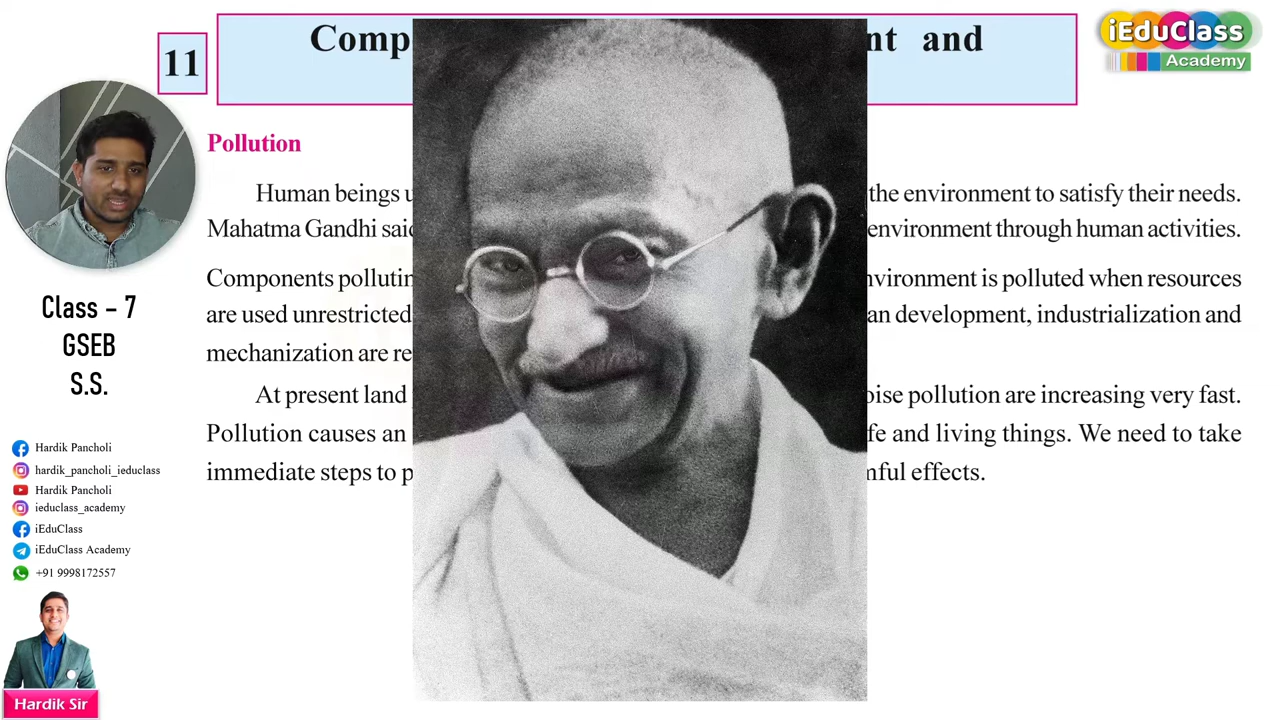 11
Comp nt and
iEduClass
Academy
Pollution
Human beings u the environment to satisfy their needs.
Mahatma Gandhi said environment through human activities.
Components pollutin nvironment is polluted when resources
are used unrestricted. an development, industrialization and
mechanization are re
At present land oise pollution are increasing very fast.
Pollution causes an fe and living things. We need to take
immediate steps to p mful effects.
Class – 7
GSEB
S.S.
Hardik Pancholi
hardik_pancholi_ieduclass
Hardik Pancholi
ieduclass_academy
iEduClass
iEduClass Academy
+91 9998172557
Hardik Sir